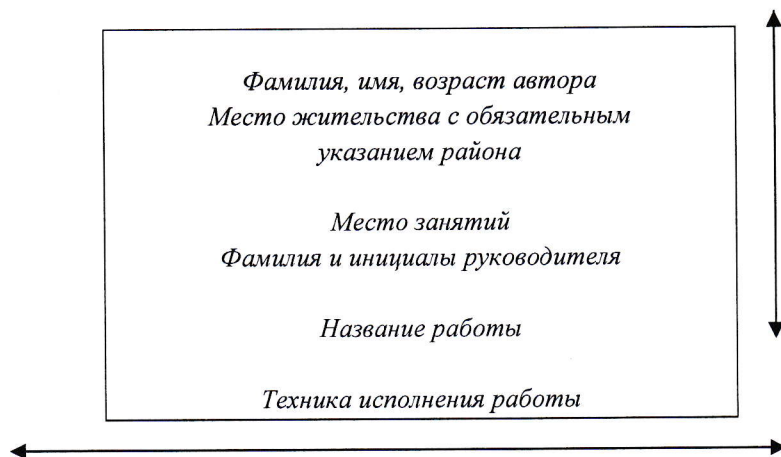 Фамилия, имя, возраст автора
Место жительства с обязательным
указанием района
Место занятий
Фамилия и инициалы руководителя
Название работы
Техника исполнения работы